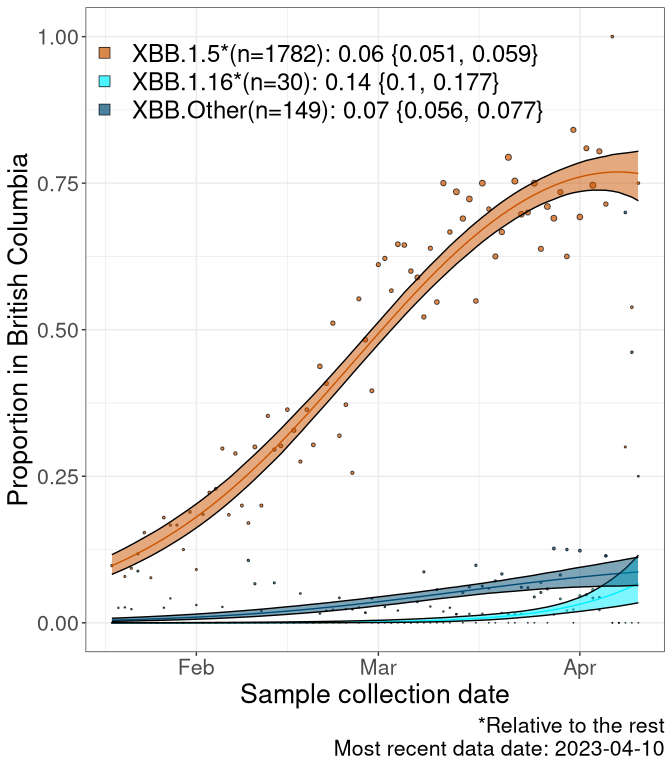 1.00
XBB.1.5*(n=1782): 0.06 {0.051, 0.059}
XBB.1.16*(n=30): 0.14 {0.1, 0.177}
XBB.Other(n=149): 0.07 {0.056, 0.077}
0.75
0.50
0.25
0.00
Proportion in British Columbia
Feb Mar Apr
Sample collection date
*Relative to the rest
Most recent data date: 2023-04-10